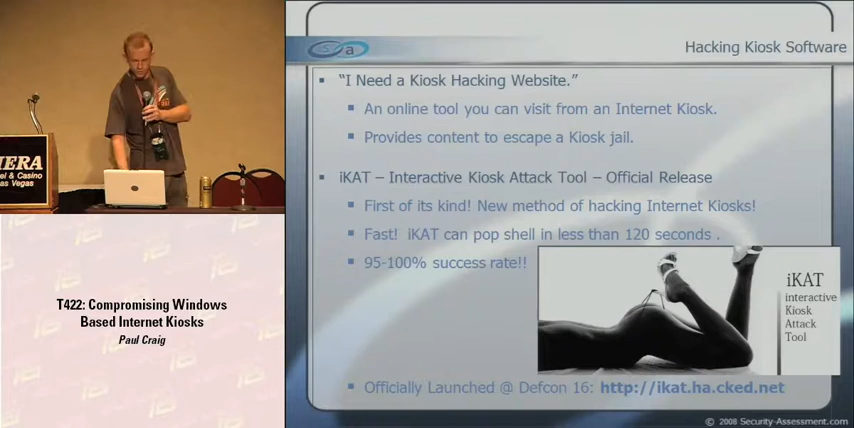 IERA
el & Casino
as Vegas
T422: Compromising Windows
Based Internet Kiosks
Paul Craig
Hacking Kiosk Software
▪ “I Need a Kiosk Hacking Website.”
▪ An online tool you can visit from an Internet Kiosk.
▪ Provides content to escape a Kiosk jail.
▪ iKAT – Interactive Kiosk Attack Tool – Official Release
▪ First of its kind! New method of hacking Internet Kiosks!
▪ Fast! iKAT can pop shell in less than 120 seconds .
▪ 95-100% success rate!!
iKAT
interactive
Kiosk
Attack
Tool
▪ Officially Launched @ Defcon 16: http://ikat.ha.cked.net
© 2008 Security-Assessment.com